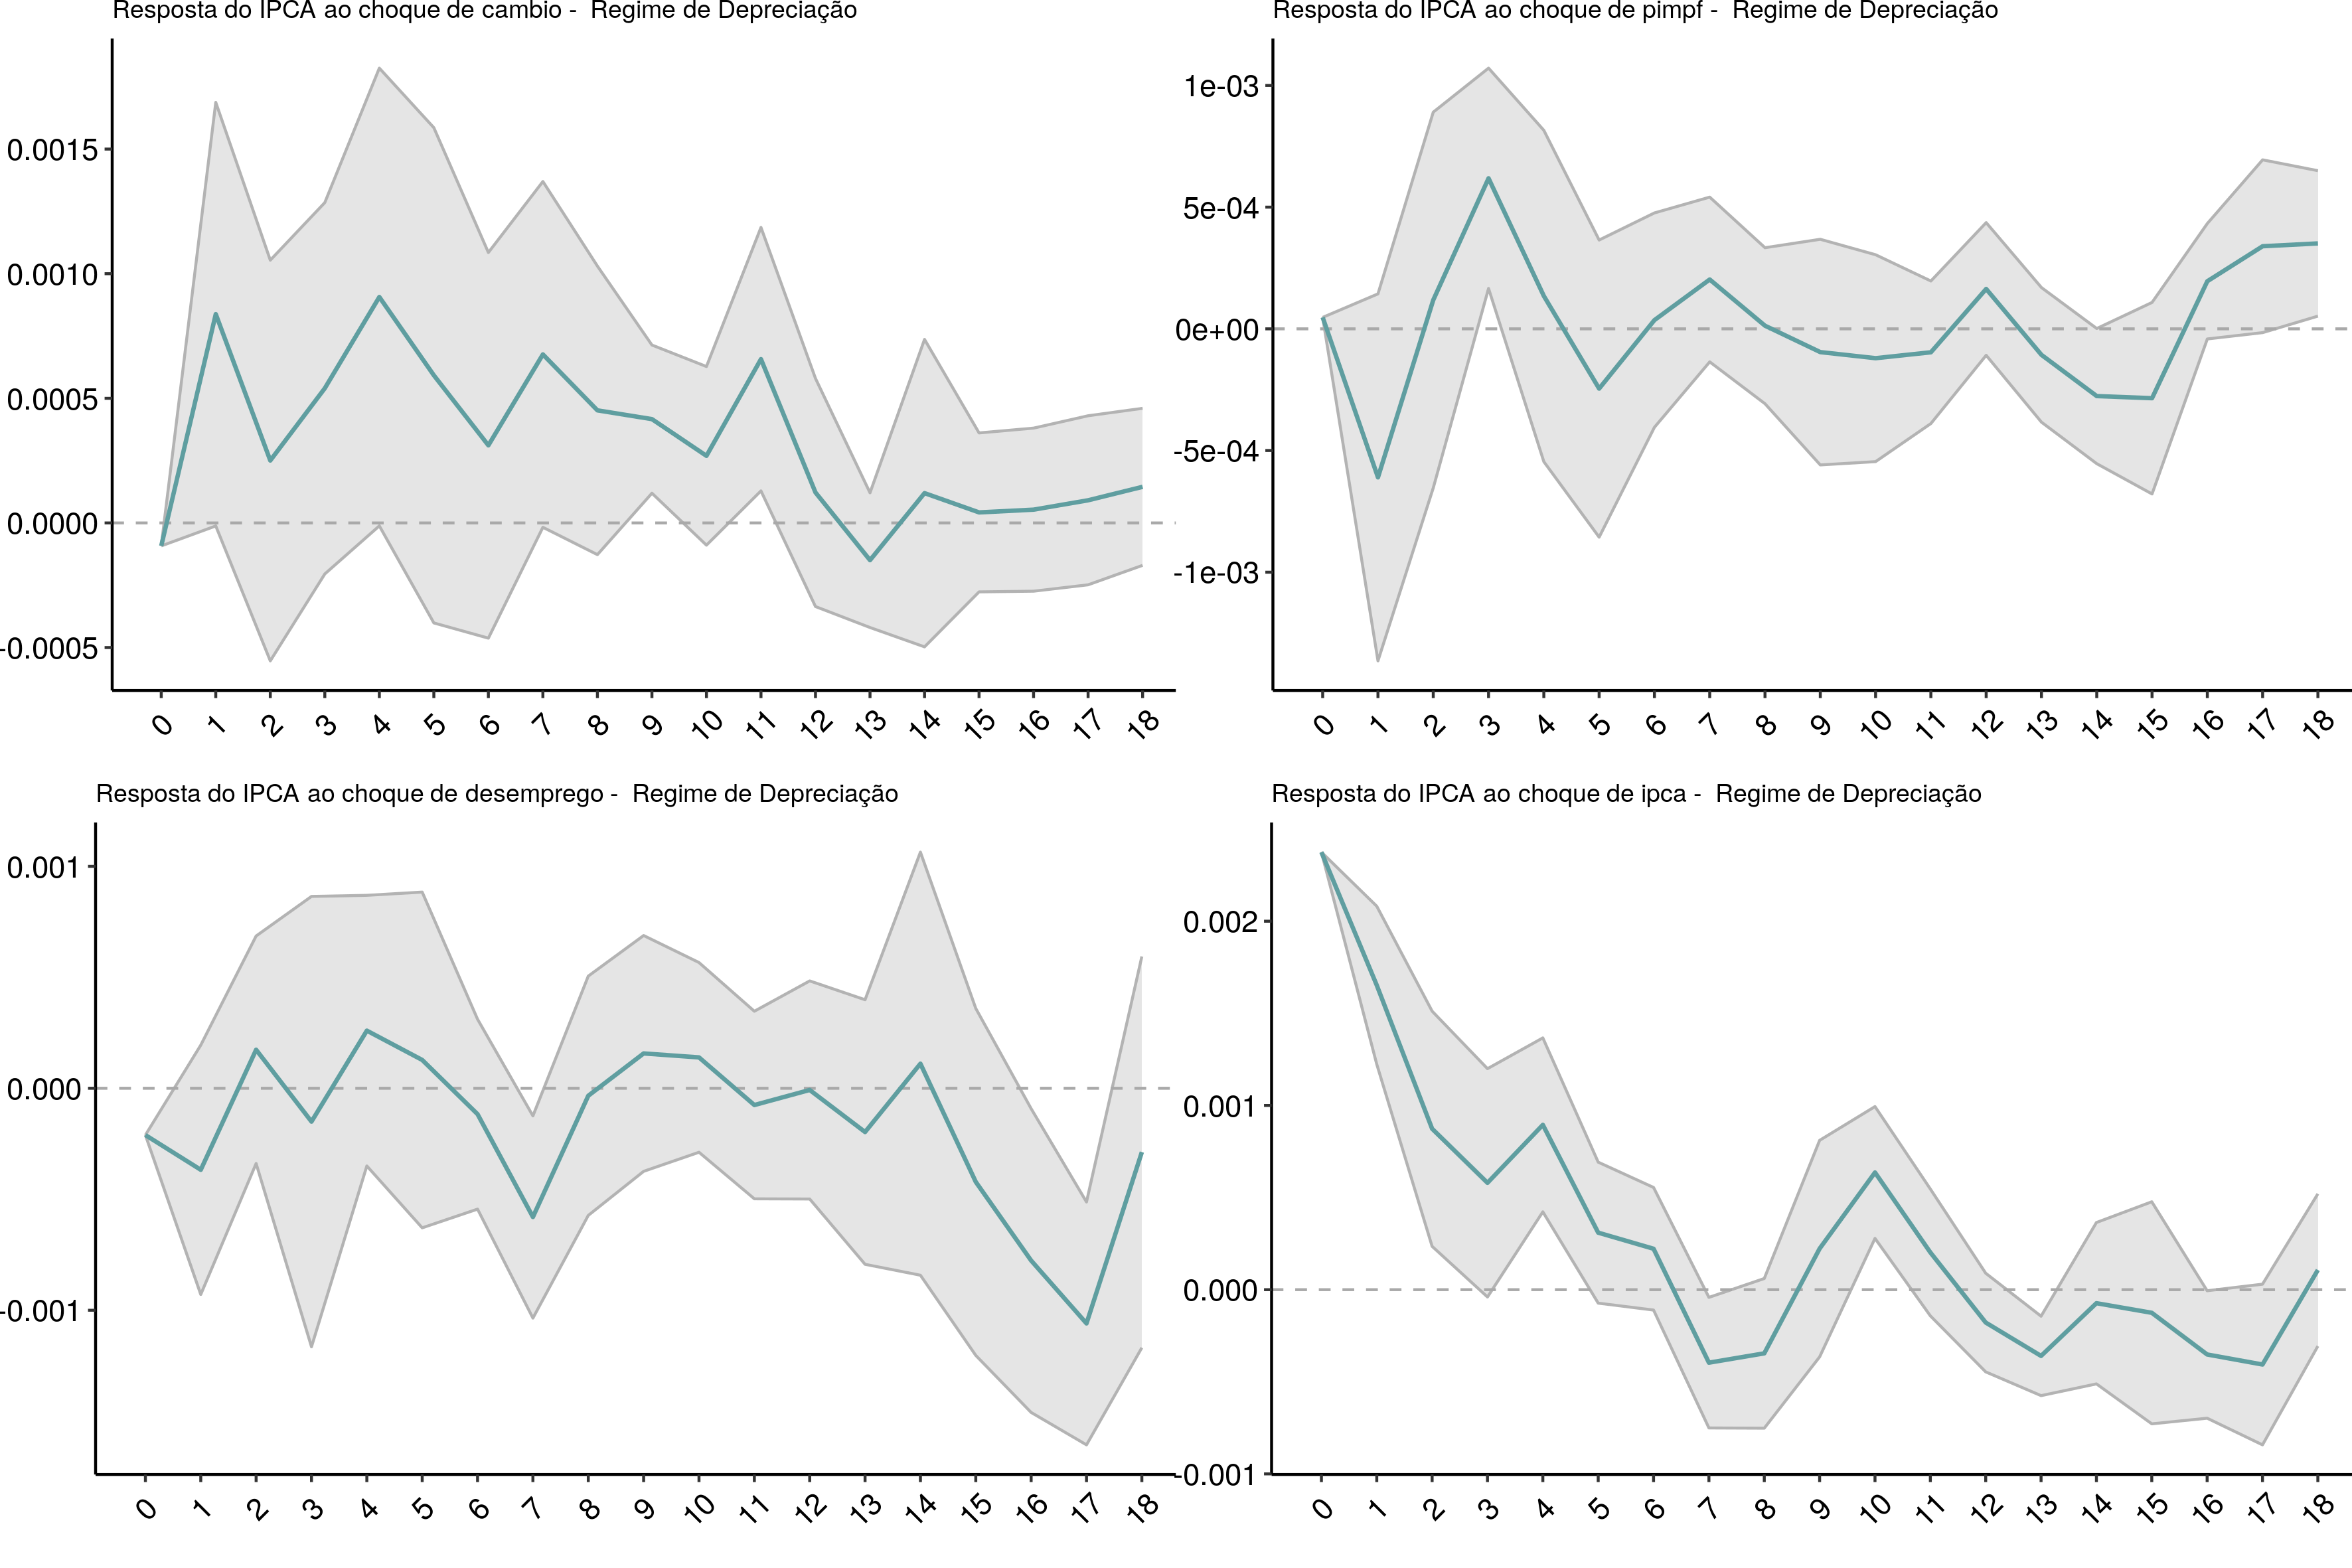 Resposta do IPCA ao choque de cambio -  Regime de Depreciação
0.0015
0.0010
0.0005
0.0000
-0.0005
0 1 2 3 4 5 6 7 8 9 10 11 12 13 14 15 16 17 18
Resposta do IPCA ao choque de pimpf -  Regime de Depreciação
1e-03
5e-04
0e+00
-5e-04
-1e-03
0 1 2 3 4 5 6 7 8 9 10 11 12 13 14 15 16 17 18
Resposta do IPCA ao choque de desemprego -  Regime de Depreciação
0.001
0.000
-0.001
0 1 2 3 4 5 6 7 8 9 10 11 12 13 14 15 16 17 18
Resposta do IPCA ao choque de ipca -  Regime de Depreciação
0.002
0.001
0.000
-0.001
0 1 2 3 4 5 6 7 8 9 10 11 12 13 14 15 16 17 18